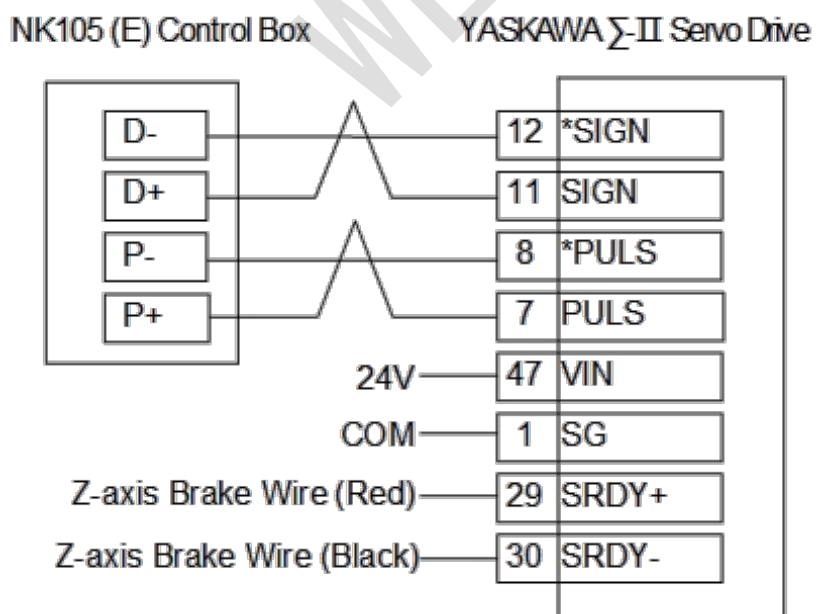 NK105 (E) Control Box YASKAWA ∑-II Servo Drive
D- 12 *SIGN
D+ 11 SIGN
P- 8 *PULS
P+ 7 PULS
24V 47 VIN
COM 1 SG
Z-axis Brake Wire (Red) 29 SRDY+
Z-axis Brake Wire (Black) 30 SRDY-